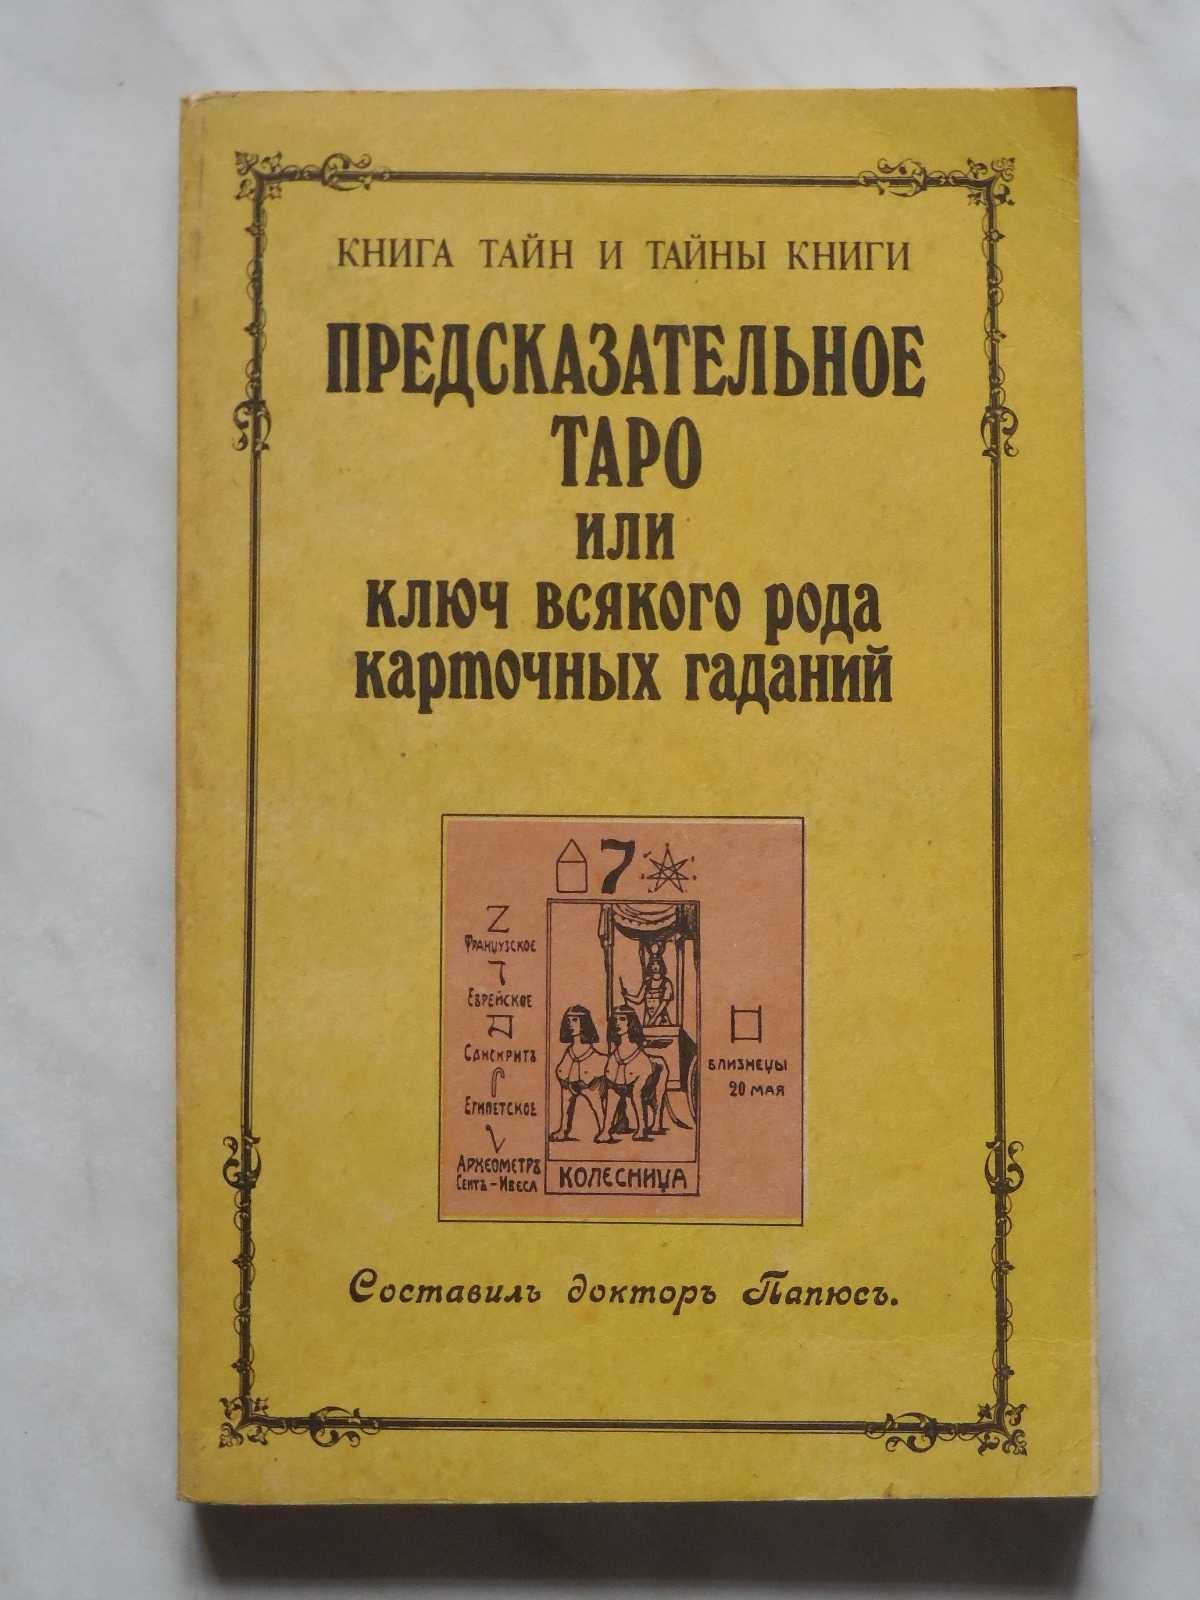 КНИГА ТАЙН И ТАЙНЫ КНИГИ
ПРЕДСКАЗАТЕЛЬНОЕ
ТАРО
ИЛИ
КЛЮЧ ВСЯКОГО РОДА
КАРТОЧНЫХ ГАДАНИЙ
7
Z
ФРАНЦУЗСКОЕ
ЕВРЕЙСКОЕ
САНСКРИТЪ
ЕГИПЕТСКОЕ
АРХЕОМЕТРЪ
СЕНТЪ-ИВЕСА
БЛИЗНЕЦЫ
20 МАЯ
КОЛЕСНИЦА
Составилъ докторъ Папюсъ.